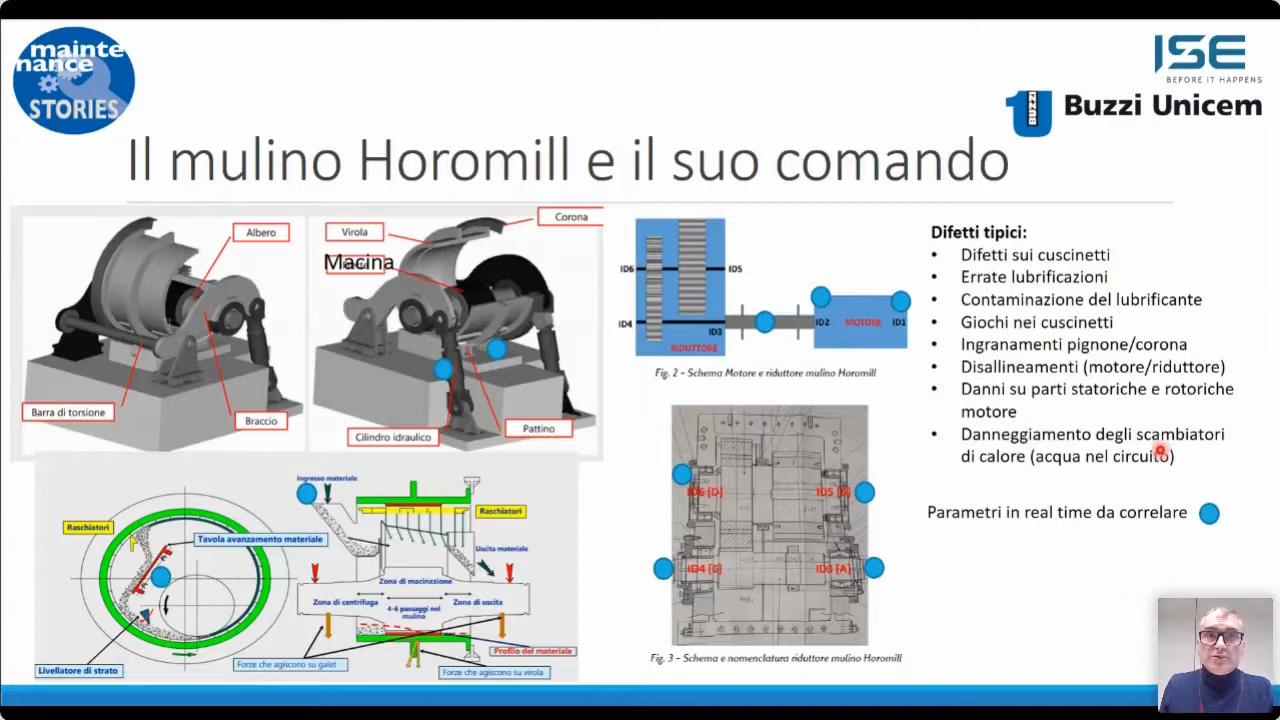 mainte
nance
STORIES
ISE
BEFORE IT HAPPENS
BUZZI
Buzzi Unicem
Il mulino Horomill e il suo comando
Albero
Barra di torsione
Braccio
Corona
Virola
Macina
Cilindro idraulico
Pattino
ID6
ID5
ID4
ID3
RIDUTTORE
ID2
MOTORE
ID1
Fig. 2 – Schema Motore e riduttore mulino Horomill
Difetti tipici:
• Difetti sui cuscinetti
• Errate lubrificazioni
• Contaminazione del lubrificante
• Giochi nei cuscinetti
• Ingranamenti pignone/corona
• Disallineamenti (motore/riduttore)
• Danni su parti statoriche e rotoriche
motore
• Danneggiamento degli scambiatori
di calore (acqua nel circuito)
Parametri in real time da correlare
Raschiatori
Tavola avanzamento materiale
Livellatore di strato
Ingresso materiale
Raschiatori
Uscita materiale
Zona di macinazione
Zona di centrifuga
4-6 passaggi nel
mulino
Zona di uscita
Profilo del materiale
Forze che agiscono su galet
Forze che agiscono su virola
ID6 [D]
ID5 [B]
ID4 [C]
ID3 [A]
Fig. 3 – Schema e nomenclatura riduttore mulino Horomill